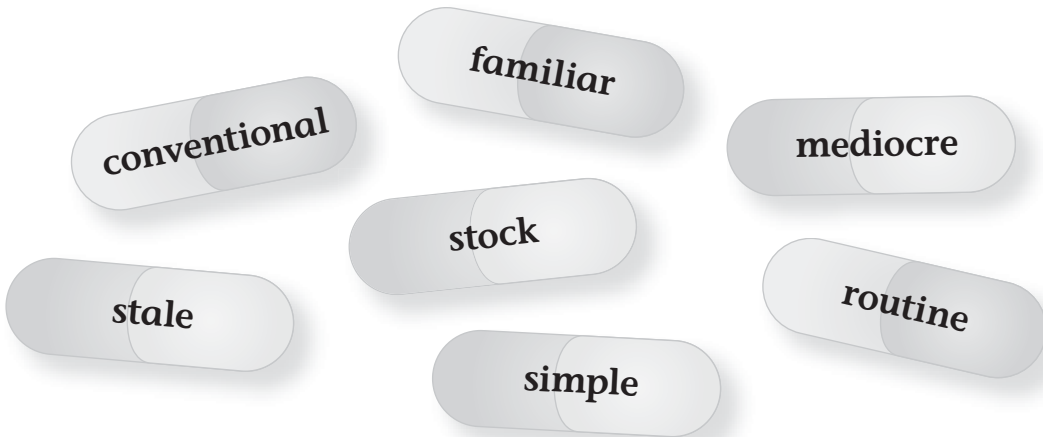 familiar
conventional
mediocre
stock
stale
routine
simple